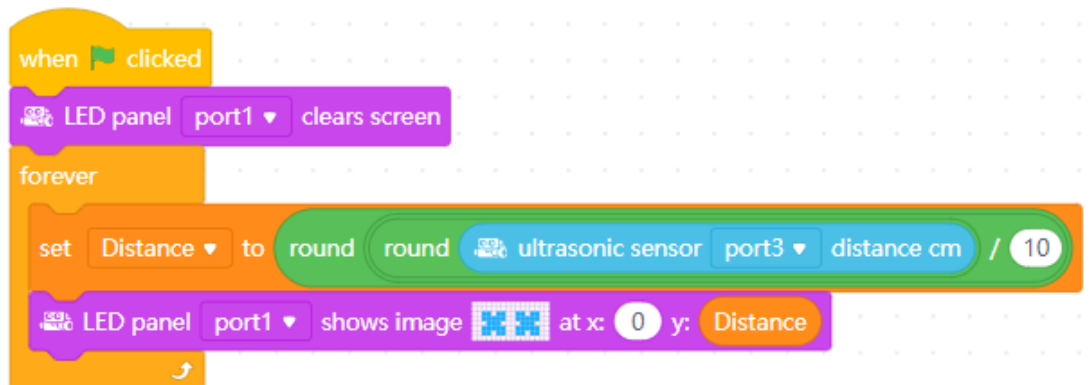 when clicked
LED panel port1 clears screen
forever
set Distance to round round ultrasonic sensor port3 distance cm / 10
LED panel port1 shows image at x: 0 y: Distance